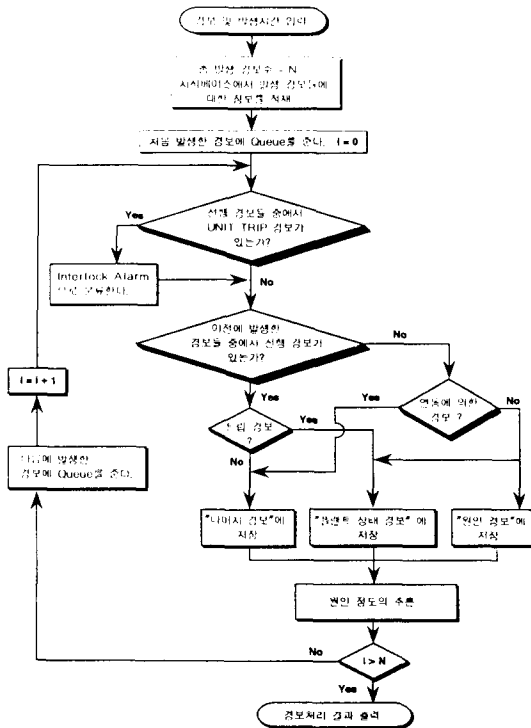 경보 및 발생시간 입력
총 발생 경보수 = N
지식베이스에서 발생 경보들에
대한 정보를 적재
처음 발생한 경보에 Queue를 준다. I=0
선행 경보들 중에서
UNIT TRIP 경보가
있는가?
Yes
Interlock Alarm
으로 분류한다.
No
이전에 발생한
경보들 중에서 선행 경보가
있는가?
No
I=I+1
Yes
Yes
연동에 의한
경보 ?
트립 경보
?
Yes
No
No
다음에 발생한
경보에 Queue를 준다.
"나머지 경보"에
저장
"플랜트 상태 경보" 에
저장
"원인 경보"에
저장
원인 정도의 추론
No
I > N
Yes
경보처리 결과 출력